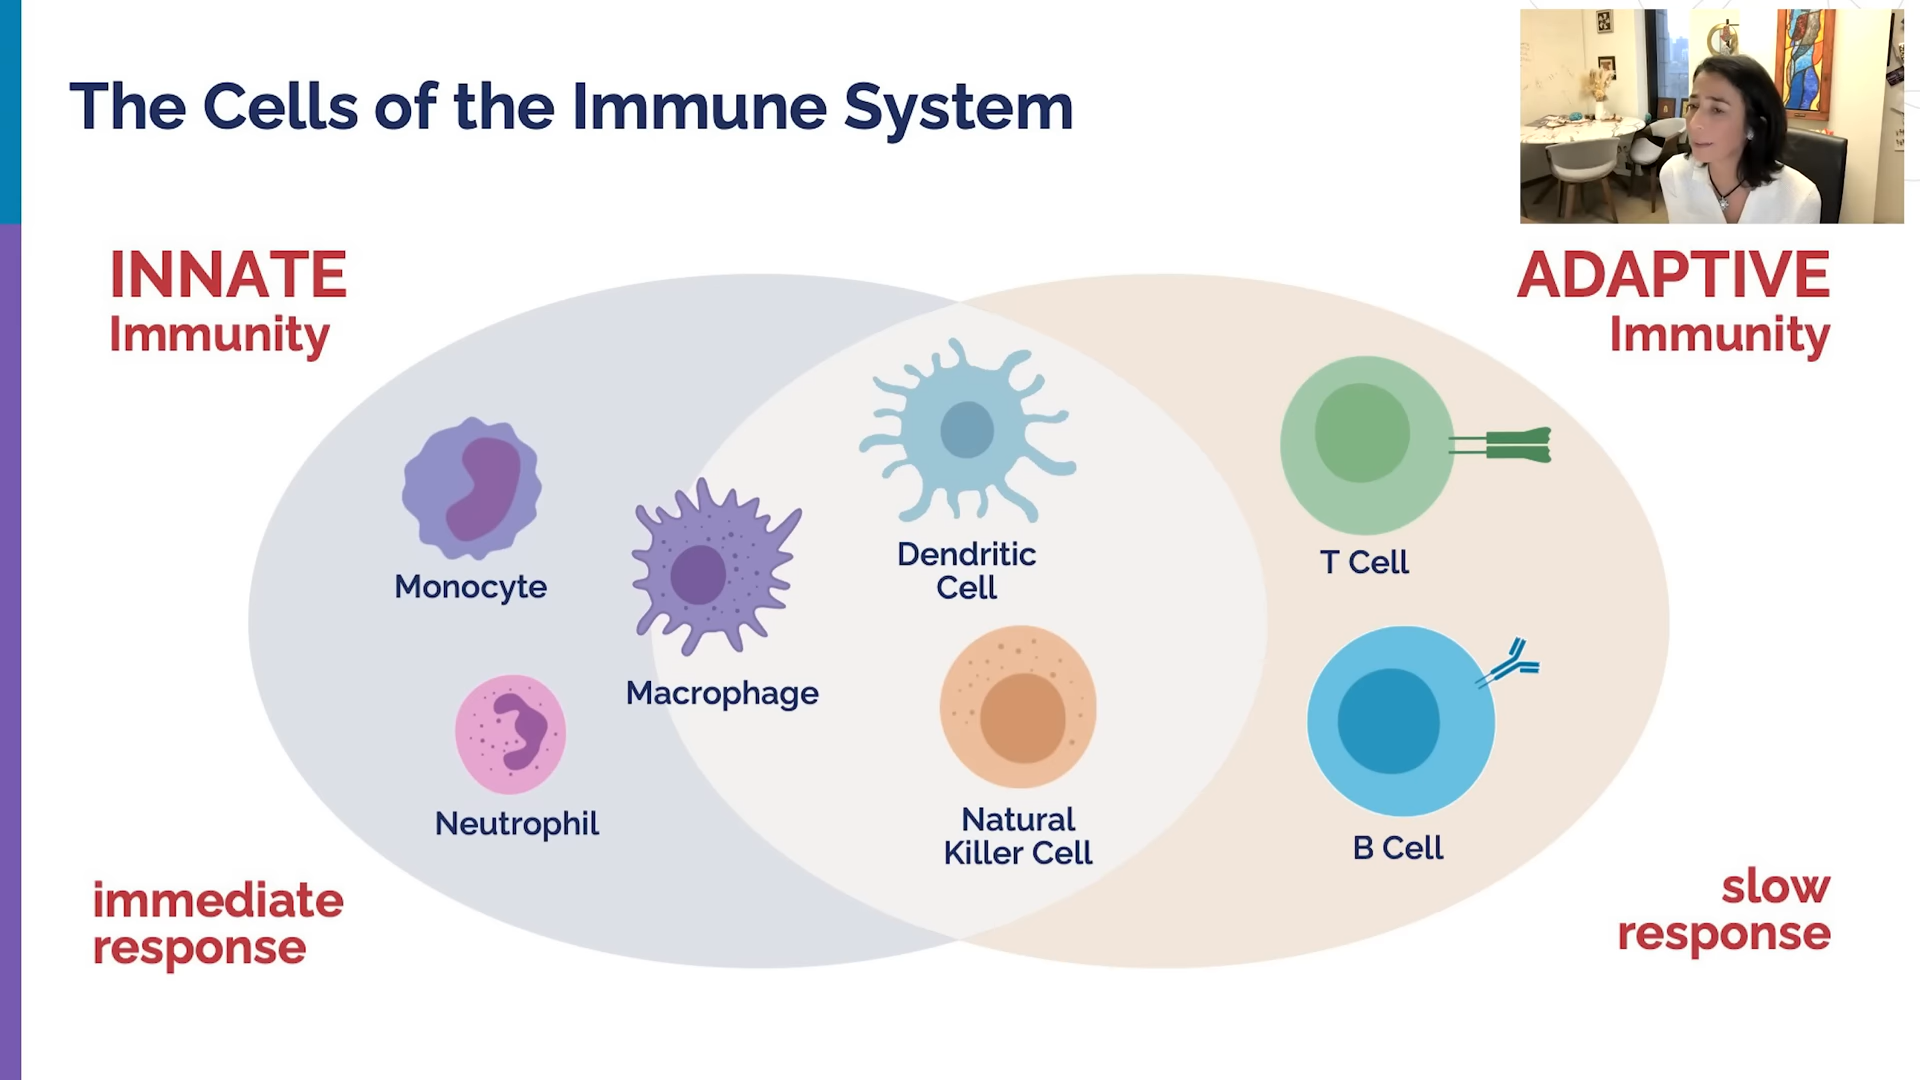 The Cells of the Immune System
INNATE
Immunity
ADAPTIVE
Immunity
Monocyte
Macrophage
Neutrophil
Dendritic
Cell
Natural
Killer Cell
T Cell
B Cell
immediate
response
slow
response